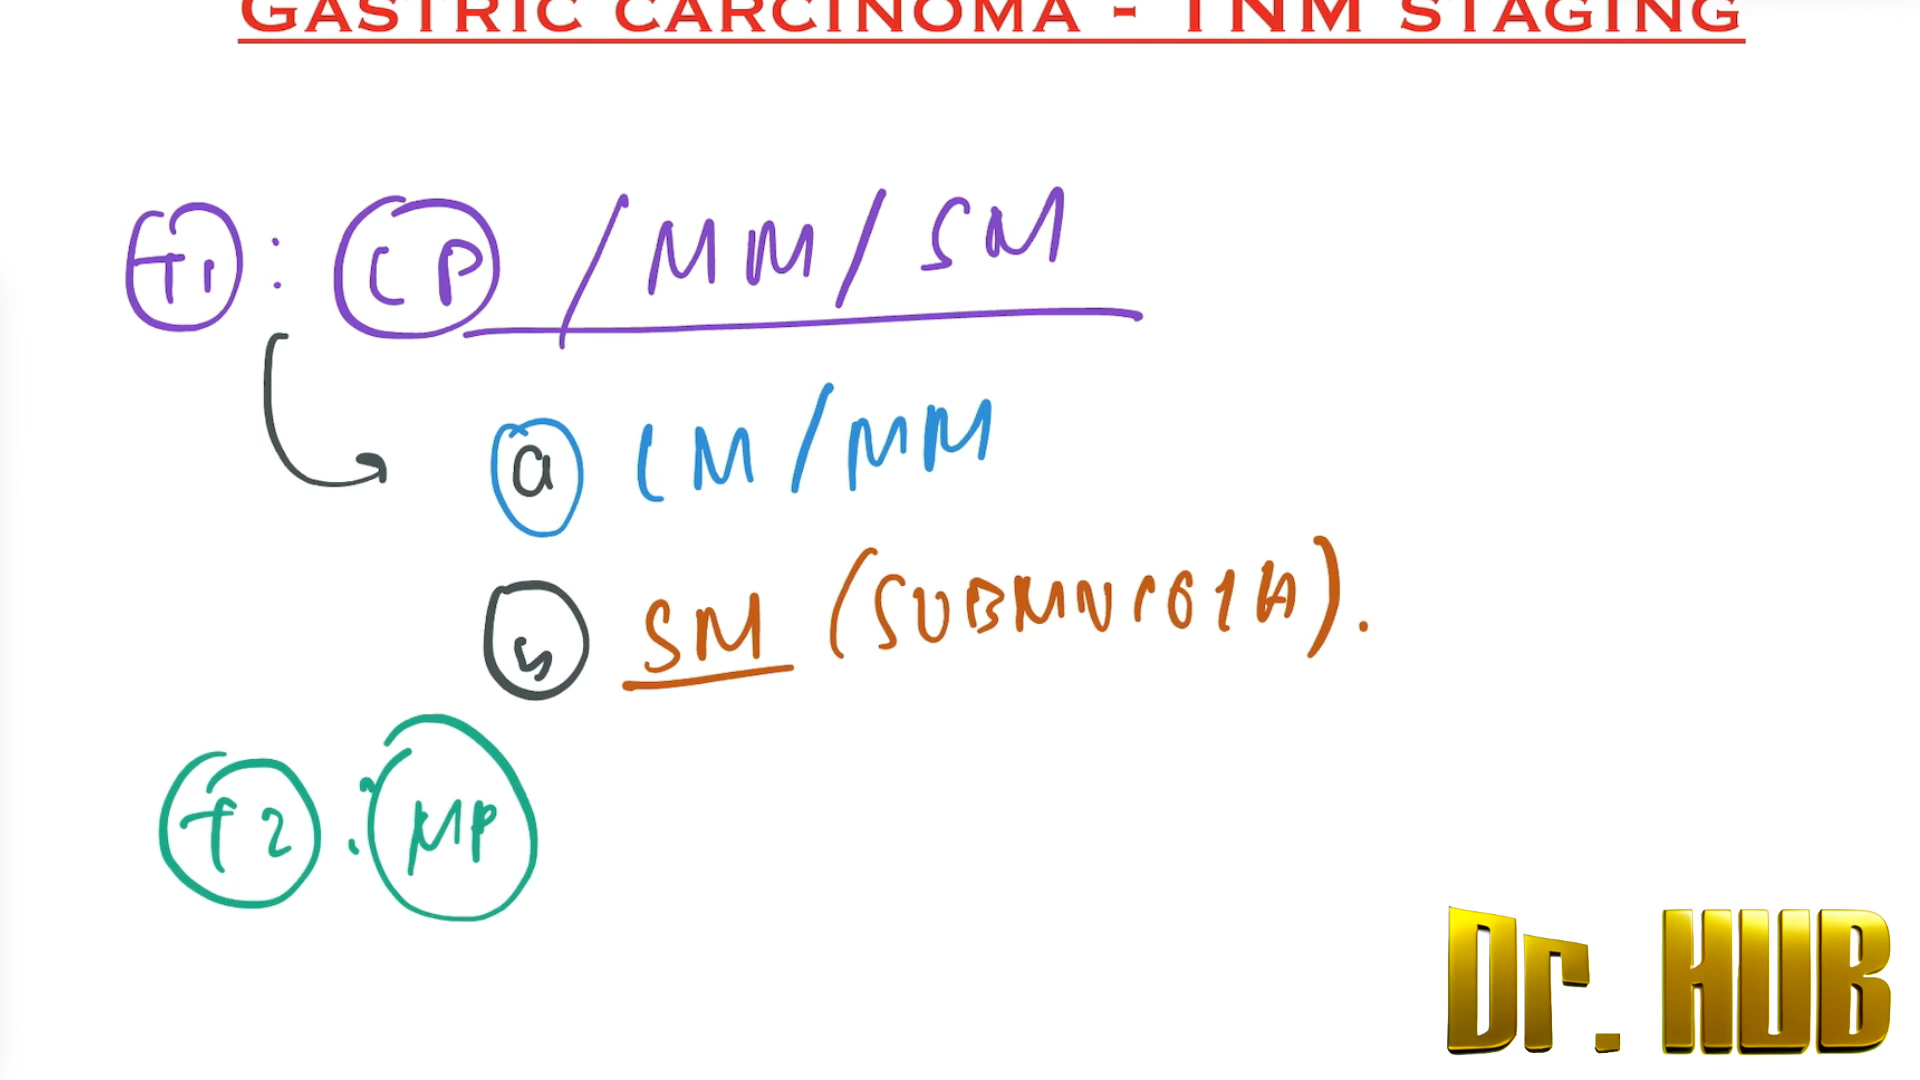 GASTRIC CARCINOMA - TNM STAGING
T1 : LP / MM / SM
a LM / MM
b SM (SUBMUCOSA).
T2 : MP
Dr. HUB